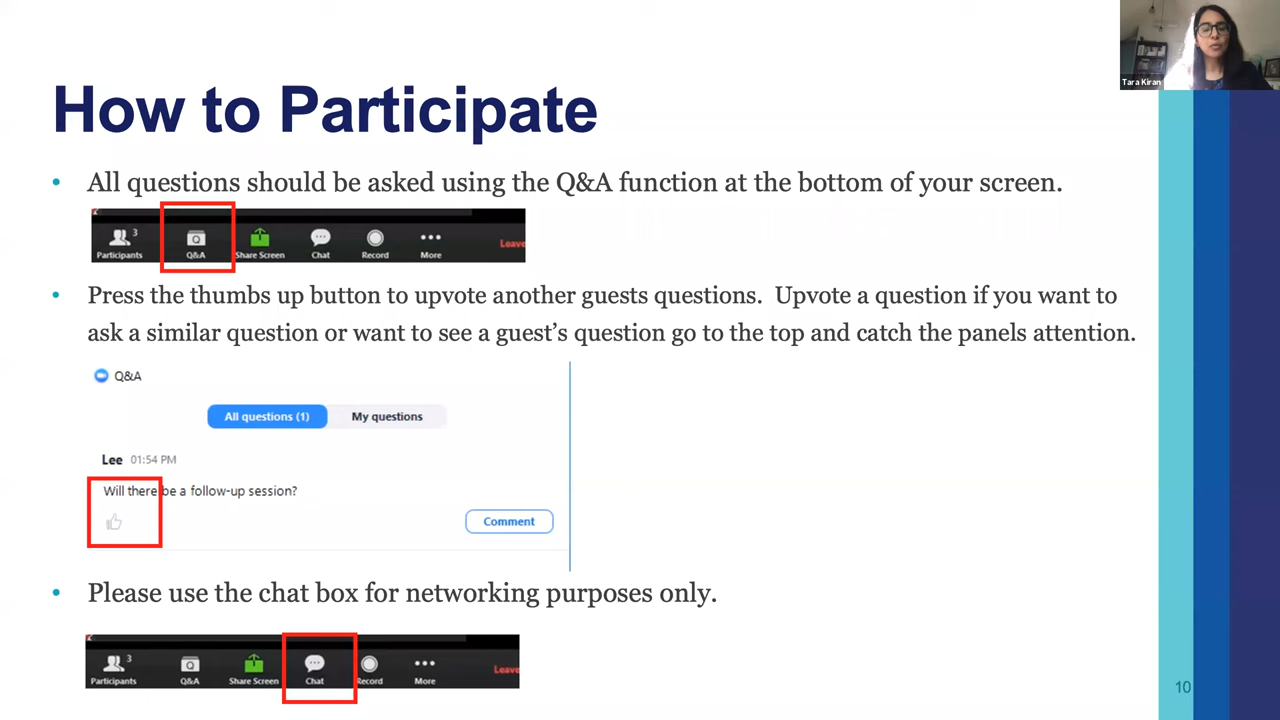 Tara Kiran
How to Participate
• All questions should be asked using the Q&A function at the bottom of your screen.
3
Participants Q&A Share Screen Chat Record More Leave
• Press the thumbs up button to upvote another guests questions. Upvote a question if you want to
ask a similar question or want to see a guest’s question go to the top and catch the panels attention.
Q&A
All questions (1) My questions
Lee 01:54 PM
Will there be a follow-up session?
Comment
• Please use the chat box for networking purposes only.
3
Participants Q&A Share Screen Chat Record More Leave
10